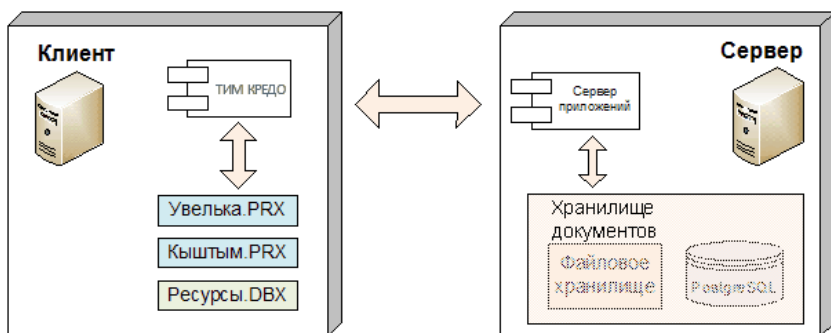 Клиент
ТИМ КРЕДО
Увелька.PRX
Кыштым.PRX
Ресурсы.DBX
Сервер
Сервер
приложений
Хранилище
документов
Файловое
хранилище
PostgreSQL